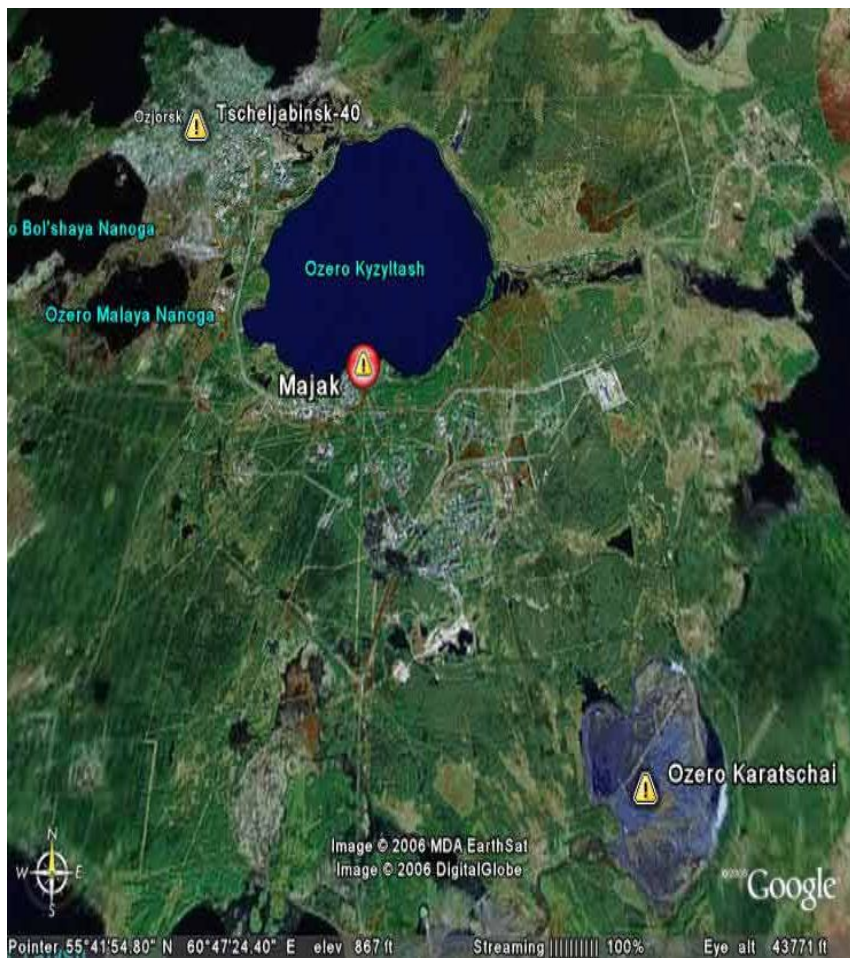 Ozjorsk
Tscheljabinsk-40
o Bol'shaya Nanoga
Ozero Kyzyltash
Ozero Malaya Nanoga
Majak
Ozero Karatschai
N
W E
S
Image © 2006 MDA EarthSat
Image © 2006 DigitalGlobe
Google
Pointer 55°41'54.80" N 60°47'24.40" E elev 867 ft Streaming |||||||||| 100% Eye alt 43771 ft